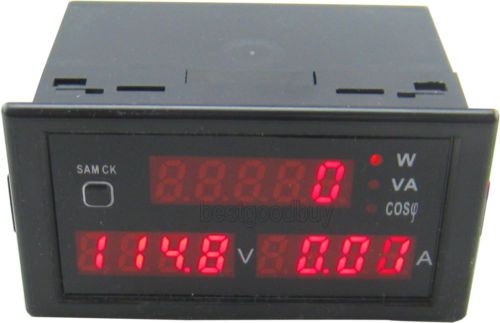 W
SAM CK
0
VA
bestgoodbuy
COSφ
114.8 V 0.00 A